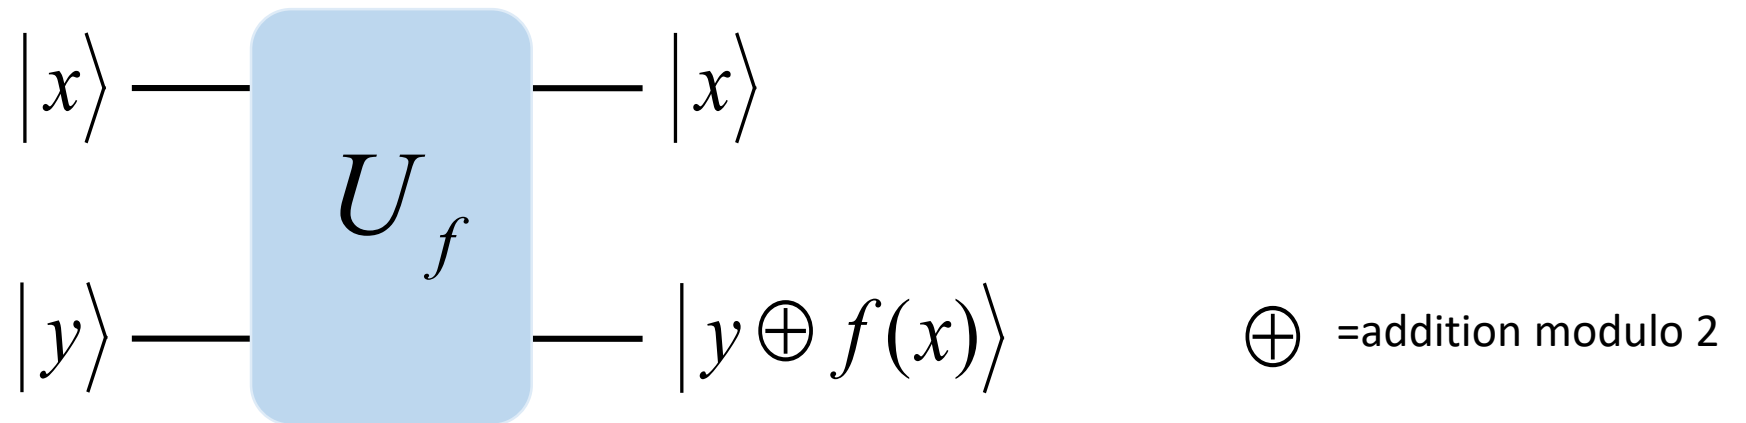 |x⟩ |x⟩
U_f
|y⟩ |y ⊕ f(x)⟩ ⊕ =addition modulo 2